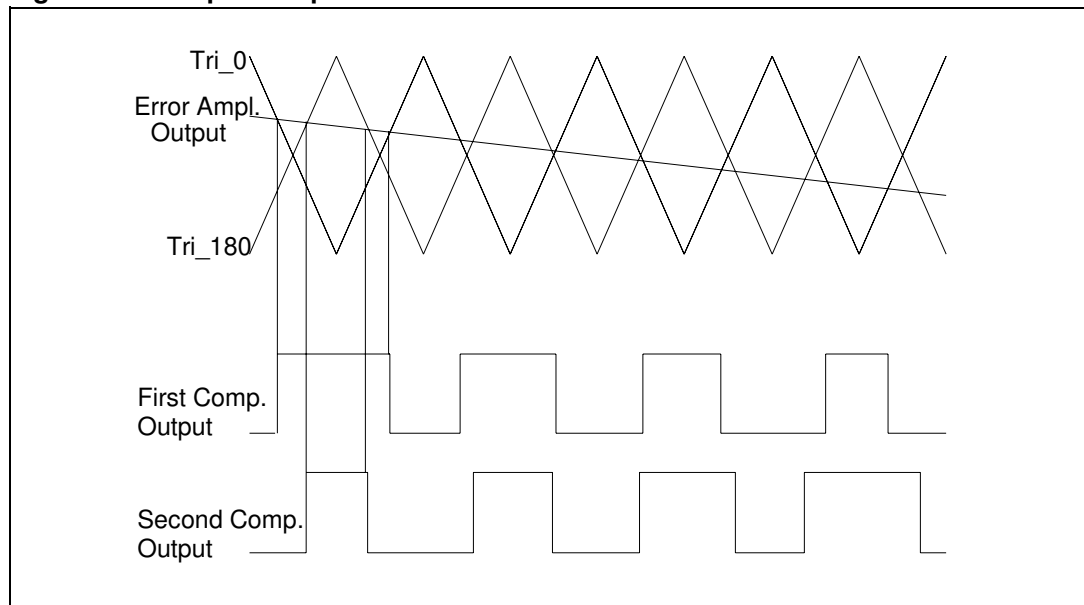 Tri_0
Error Ampl.
Output
Tri_180
First Comp.
Output
Second Comp.
Output